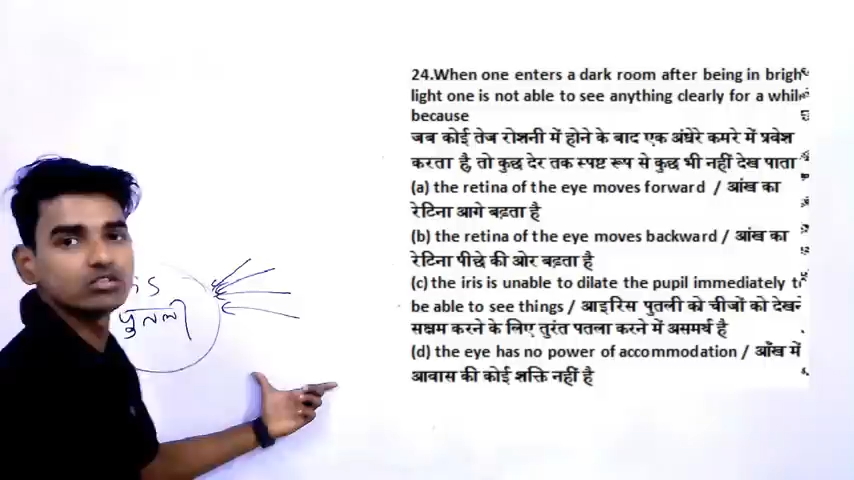 24.When one enters a dark room after being in brigh
light one is not able to see anything clearly for a whil
because
जब कोई तेज रोशनी में होने के बाद एक अंधेरे कमरे में प्रवेश
करता है, तो कुछ देर तक स्पष्ट रूप से कुछ भी नहीं देख पाता
(a) the retina of the eye moves forward / आंख का
रेटिना आगे बढ़ता है
(b) the retina of the eye moves backward / आंख का
रेटिना पीछे की ओर बढ़ता है
(c) the iris is unable to dilate the pupil immediately t
be able to see things / आइरिस पुतली को चीजों को देखन
सक्षम करने के लिए तुरंत पतला करने में असमर्थ है
(d) the eye has no power of accommodation / आँख में
आवास की कोई शक्ति नहीं है
is
पुतली